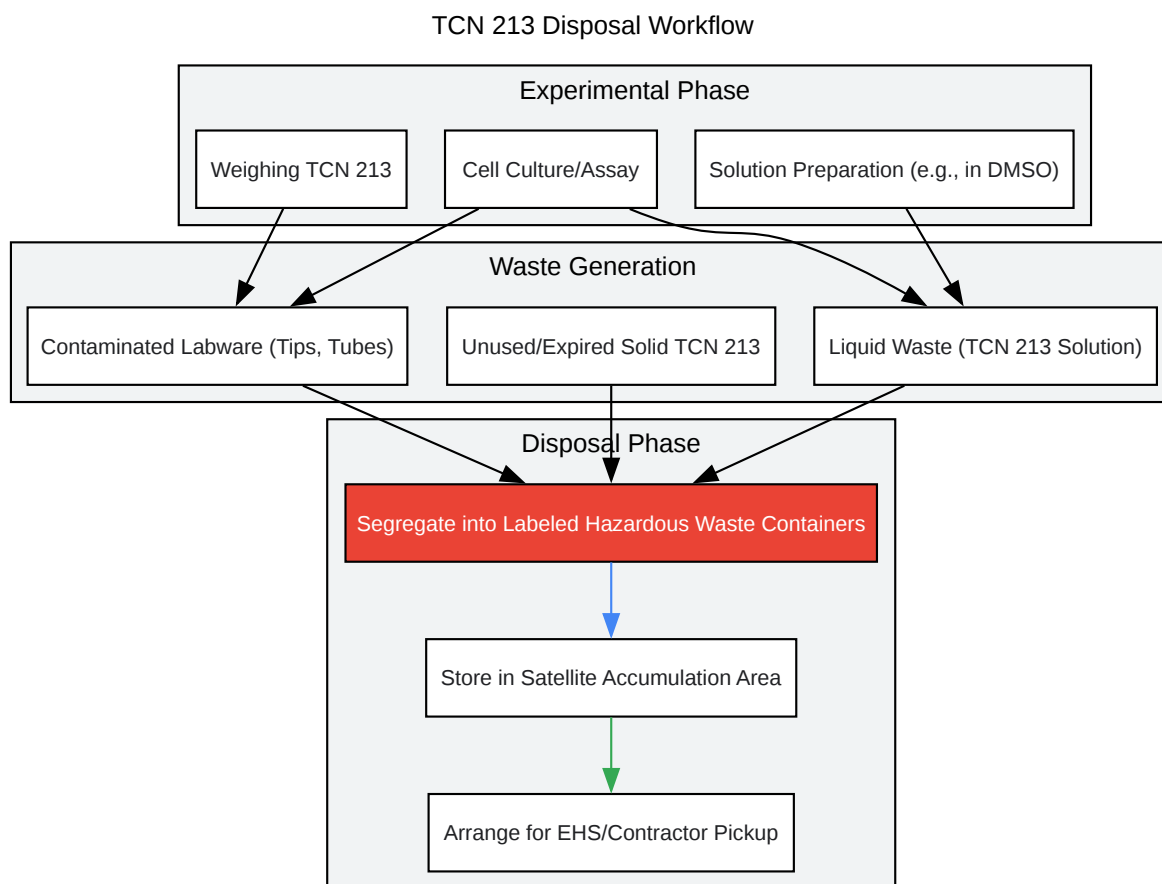 TCN 213 Disposal Workflow
Experimental Phase
Weighing TCN 213
Cell Culture/Assay
Solution Preparation (e.g., in DMSO)
Waste Generation
Contaminated Labware (Tips, Tubes)
Unused/Expired Solid TCN 213
Liquid Waste (TCN 213 Solution)
Disposal Phase
Segregate into Labeled Hazardous Waste Containers
Store in Satellite Accumulation Area
Arrange for EHS/Contractor Pickup